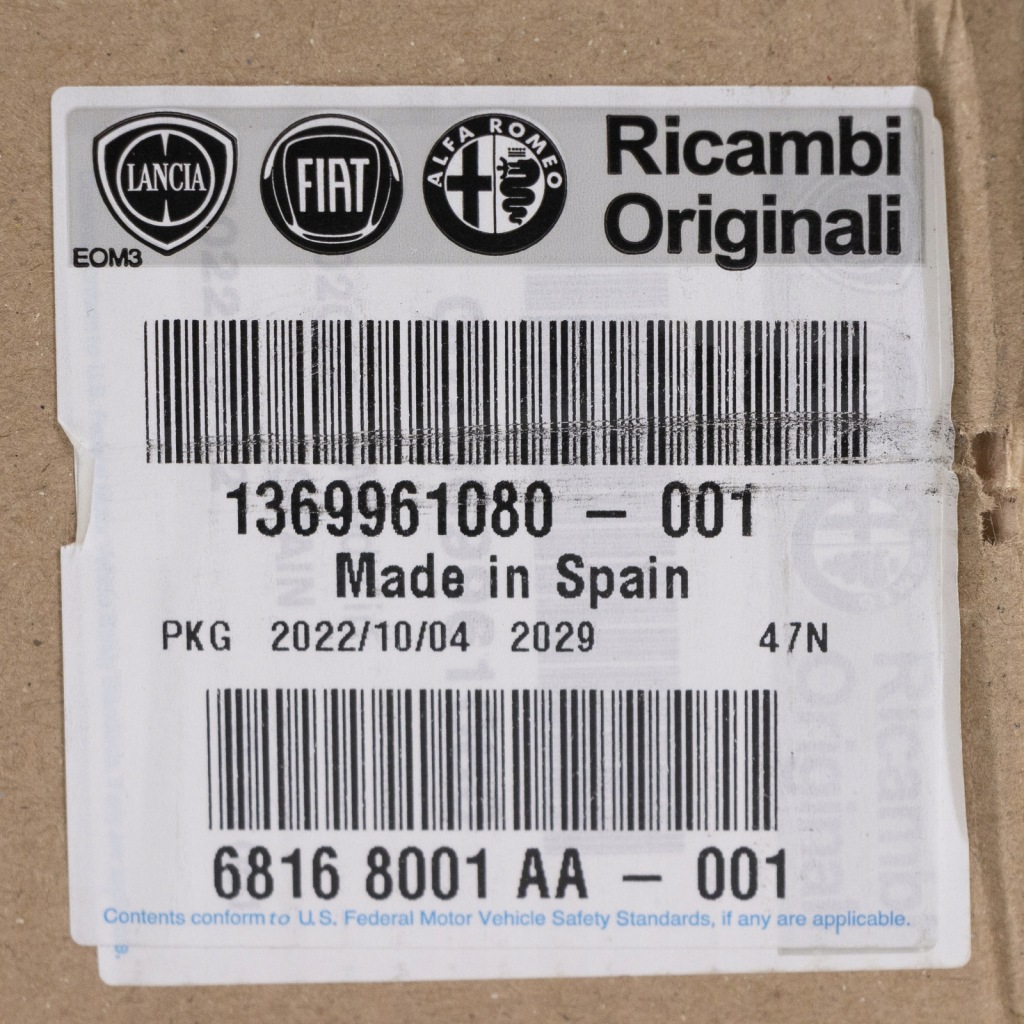 LANCIA FIAT ALFA ROMEO
Ricambi
Originali
EOM3
1369961080 — 001
Made in Spain
PKG 2022/10/04 2029 47N
6816 8001 AA — 001
Contents conform to U.S. Federal Motor Vehicle Safety Standards, if any are applicable.